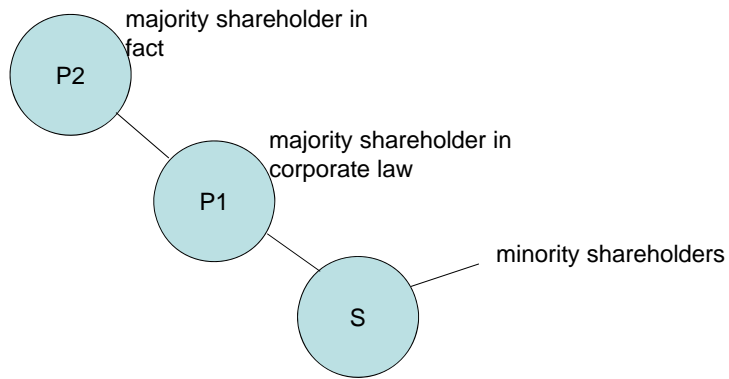 majority shareholder in
fact
P2
majority shareholder in
corporate law
P1
minority shareholders
S